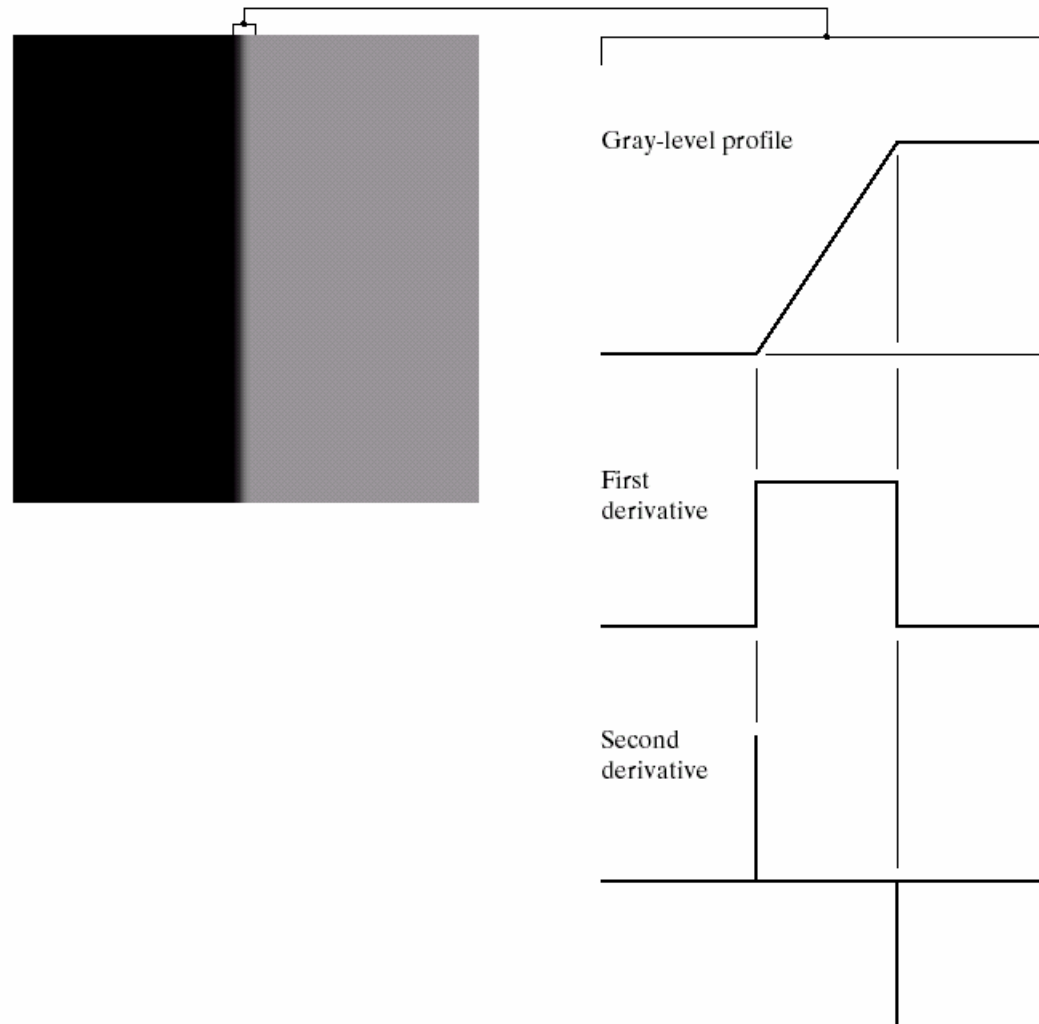 Gray-level profile
First
derivative
Second
derivative